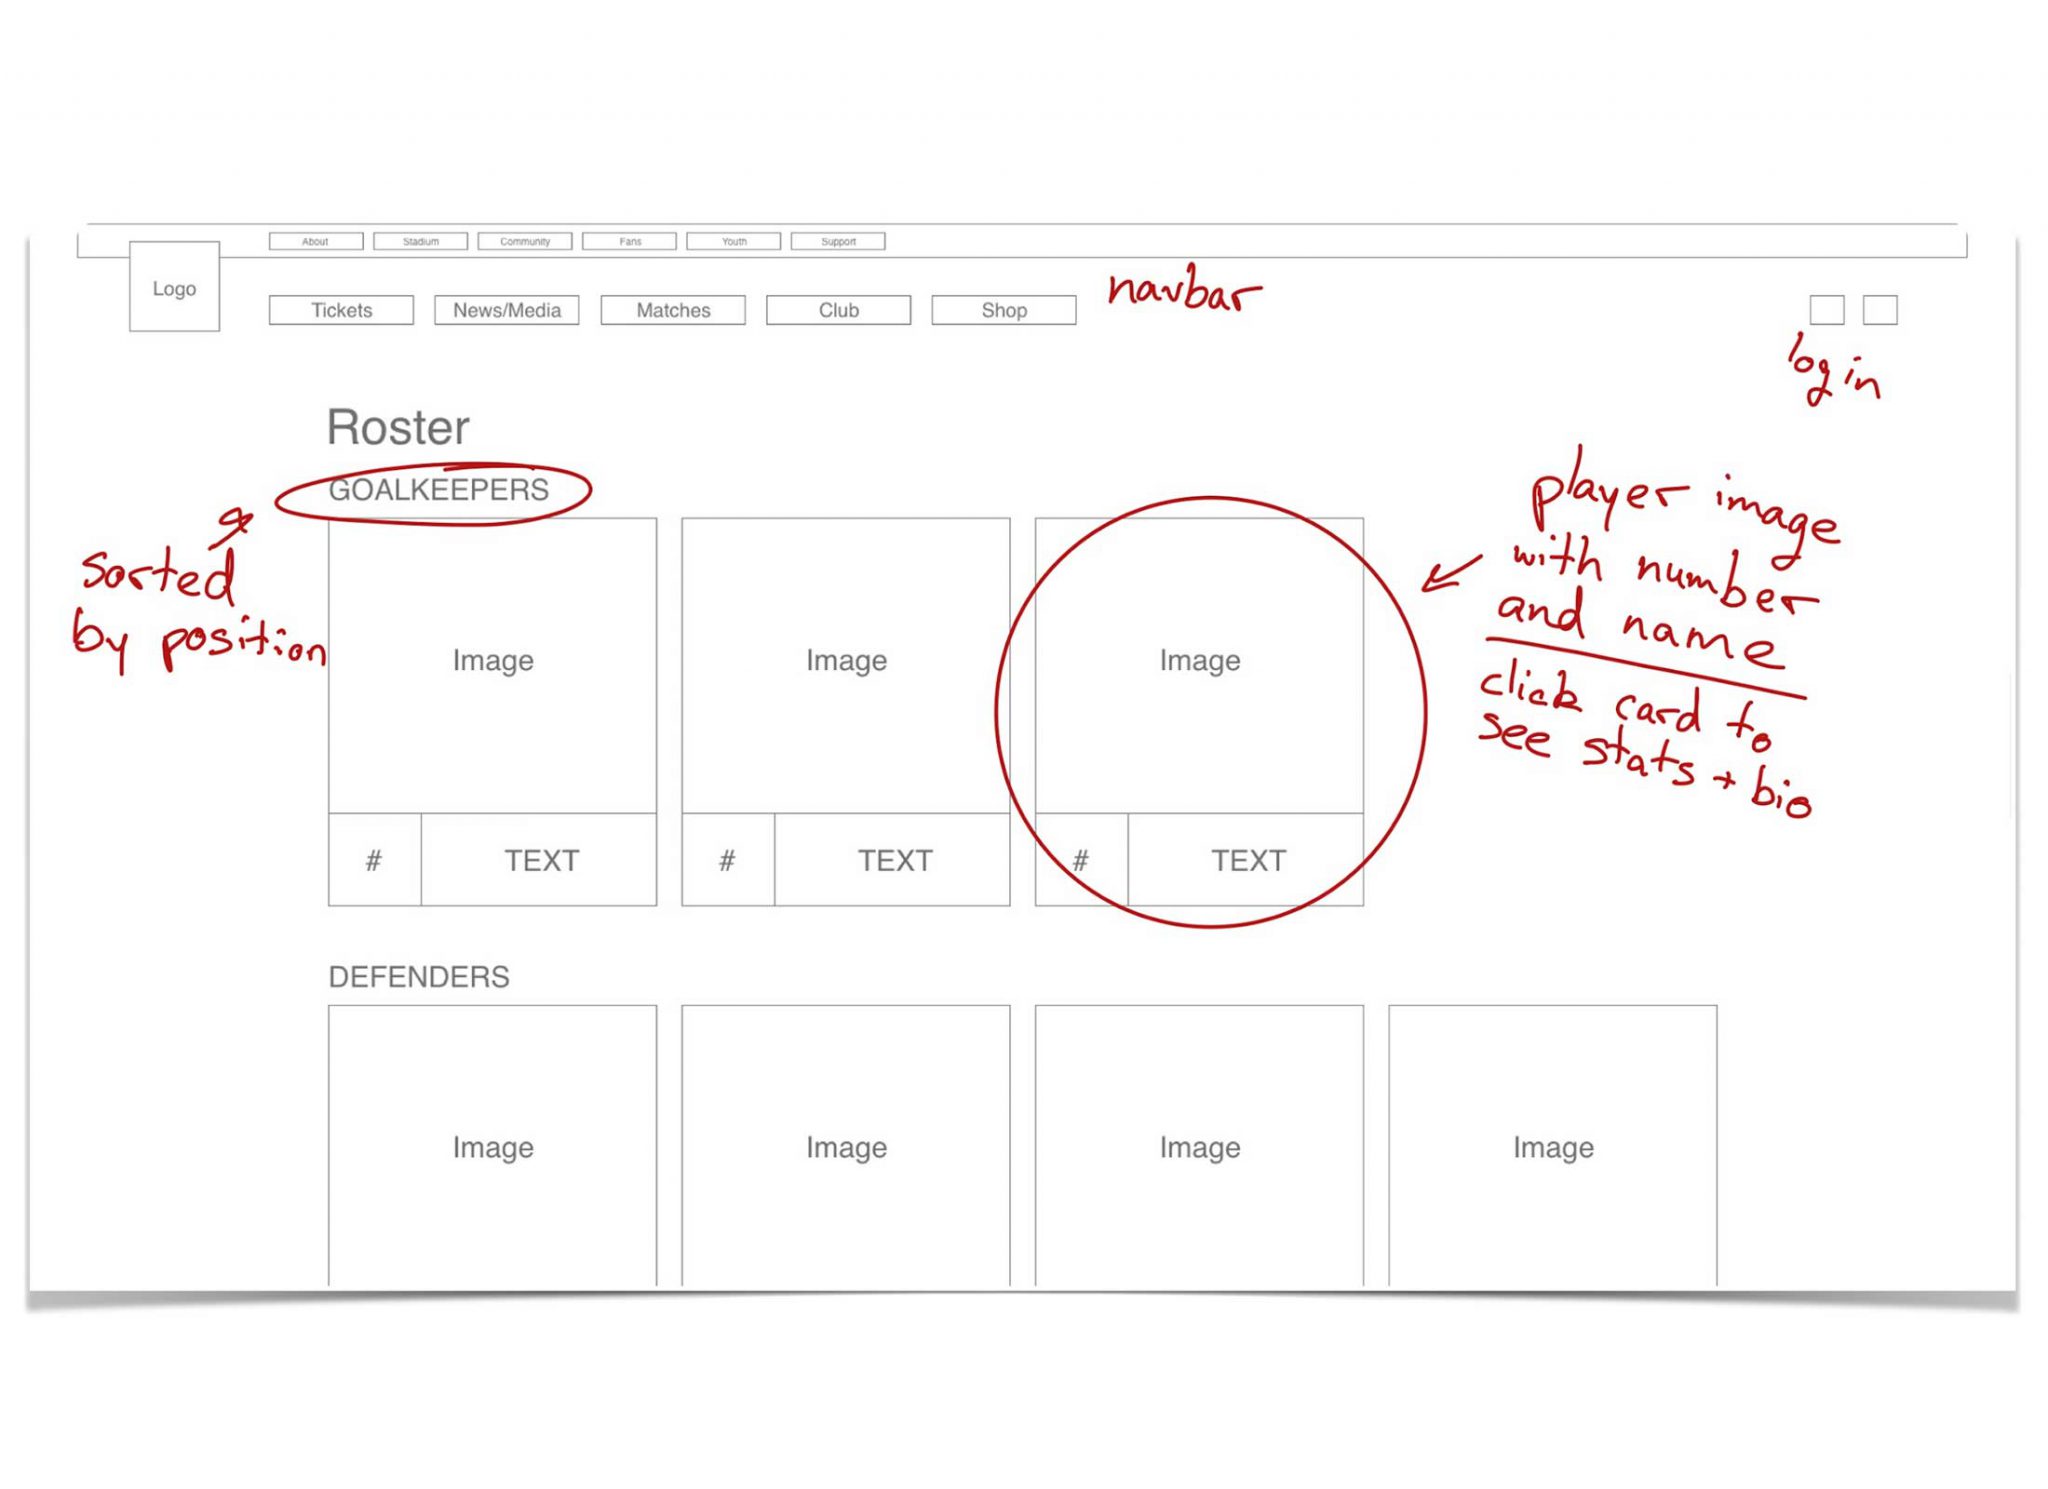 About Stadium Community Fans Youth Support
Logo
Tickets News/Media Matches Club Shop
navbar
login
Roster
GOALKEEPERS
sorted
by position
player image
with number
and name
click card to
see stats + bio
Image Image Image
# TEXT # TEXT # TEXT
DEFENDERS
Image Image Image Image